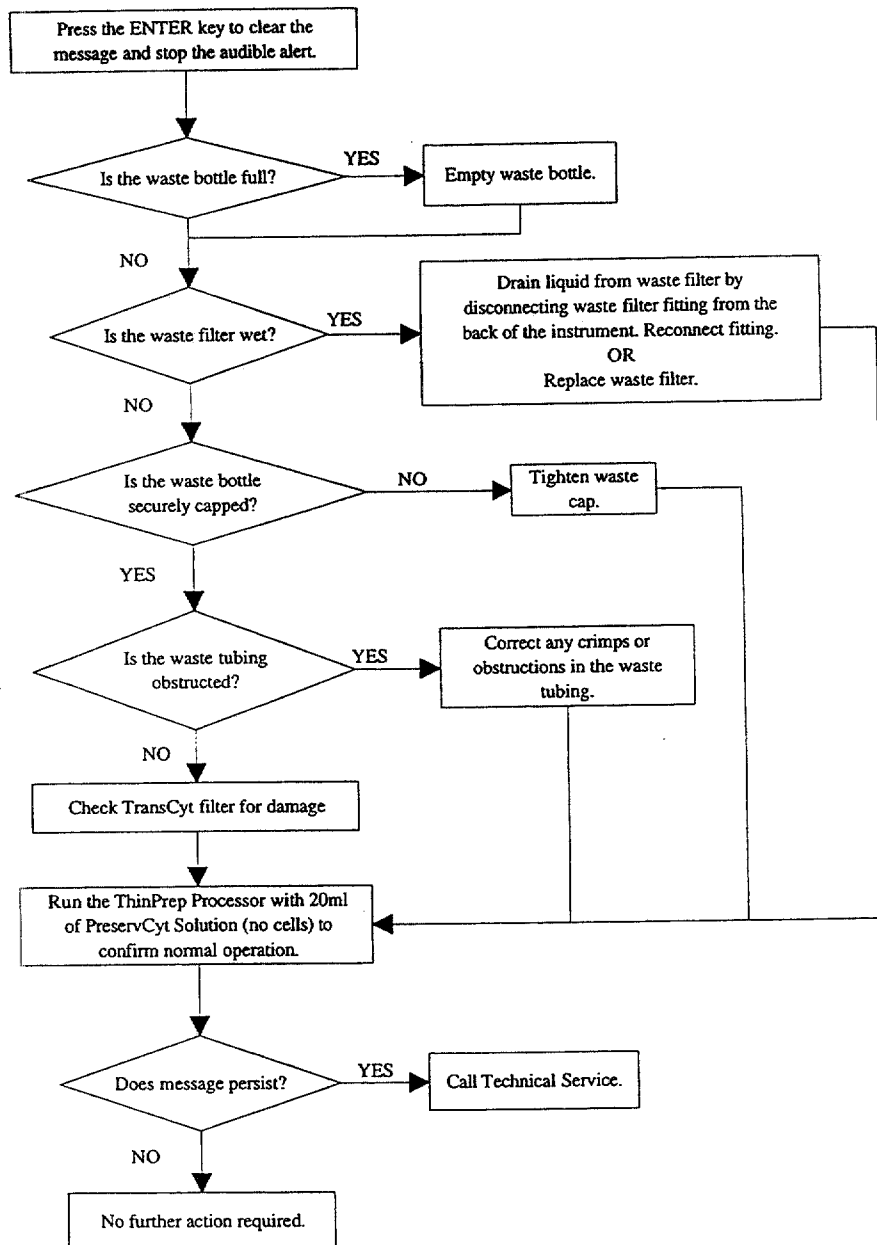 Press the ENTER key to clear the
message and stop the audible alert.
Is the waste bottle full?
YES
Empty waste bottle.
NO
Is the waste filter wet?
YES
Drain liquid from waste filter by
disconnecting waste filter fitting from the
back of the instrument. Reconnect fitting.
OR
Replace waste filter.
NO
Is the waste bottle
securely capped?
NO
Tighten waste
cap.
YES
Is the waste tubing
obstructed?
YES
Correct any crimps or
obstructions in the waste
tubing.
NO
Check TransCyt filter for damage
Run the ThinPrep Processor with 20ml
of PreservCyt Solution (no cells) to
confirm normal operation.
Does message persist?
YES
Call Technical Service.
NO
No further action required.